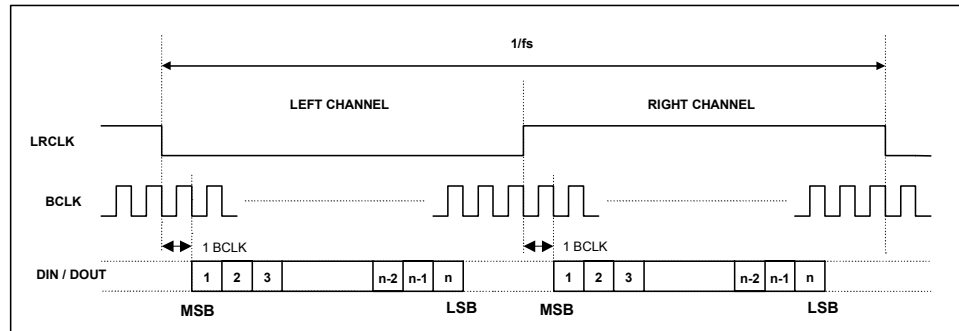 1/fs
LEFT CHANNEL RIGHT CHANNEL
LRCLK
BCLK
1 BCLK 1 BCLK
DIN / DOUT 1 2 3 n-2 n-1 n 1 2 3 n-2 n-1 n
MSB LSB MSB LSB